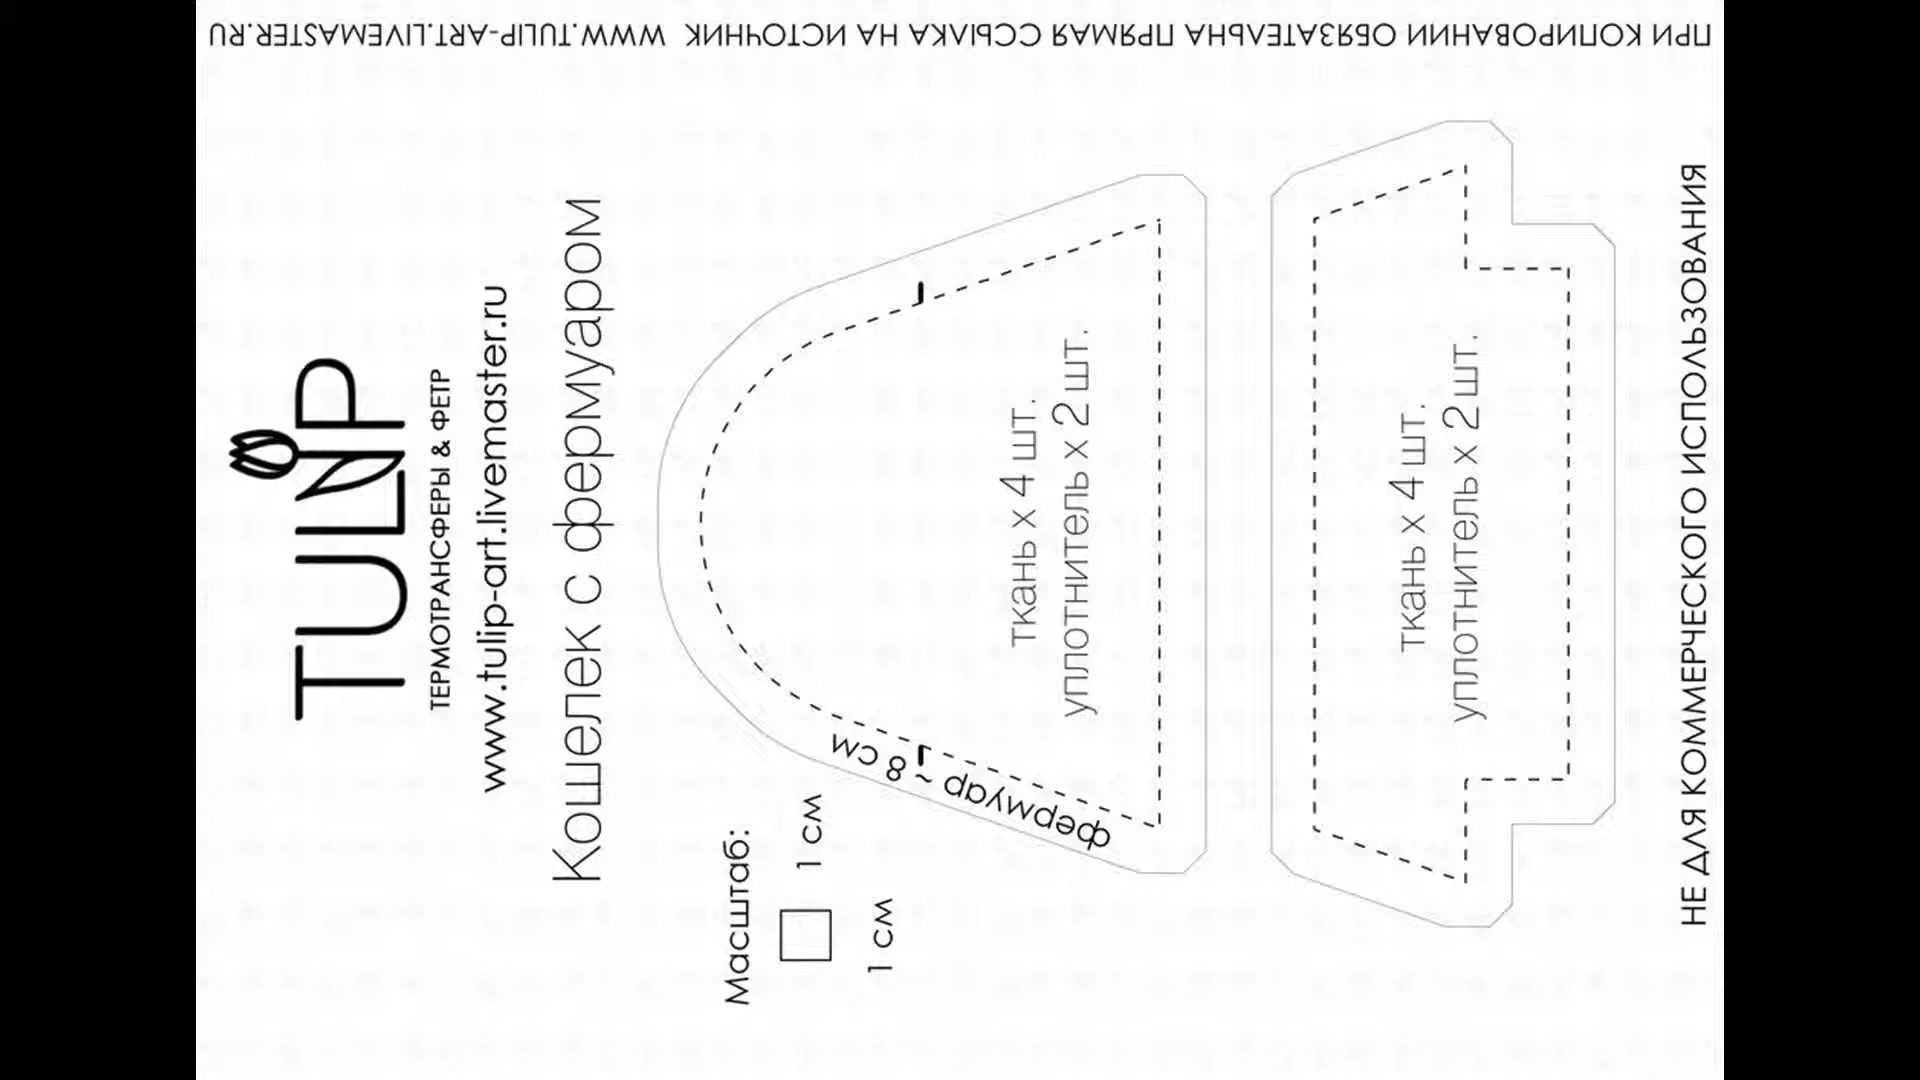 TULIP
ТЕРМОТРАНСФЕРЫ & ФЕТР
www.tulip-art.livemaster.ru
Кошелек с фермуаром
Масштаб:
1 см
1 см
фермуар ~ 8 см
ткань x 4 шт.
уплотнитель x 2 шт.
ткань x 4 шт.
уплотнитель x 2шт.
НЕ ДЛЯ КОММЕРЧЕСКОГО ИСПОЛЬЗОВАНИЯ
ПРИ КОПИРОВАНИИ ОБЯЗАТЕЛЬНА ПРЯМАЯ ССЫЛКА НА ИСТОЧНИК WWW.TULIP-ART.LIVEMASTER.RU